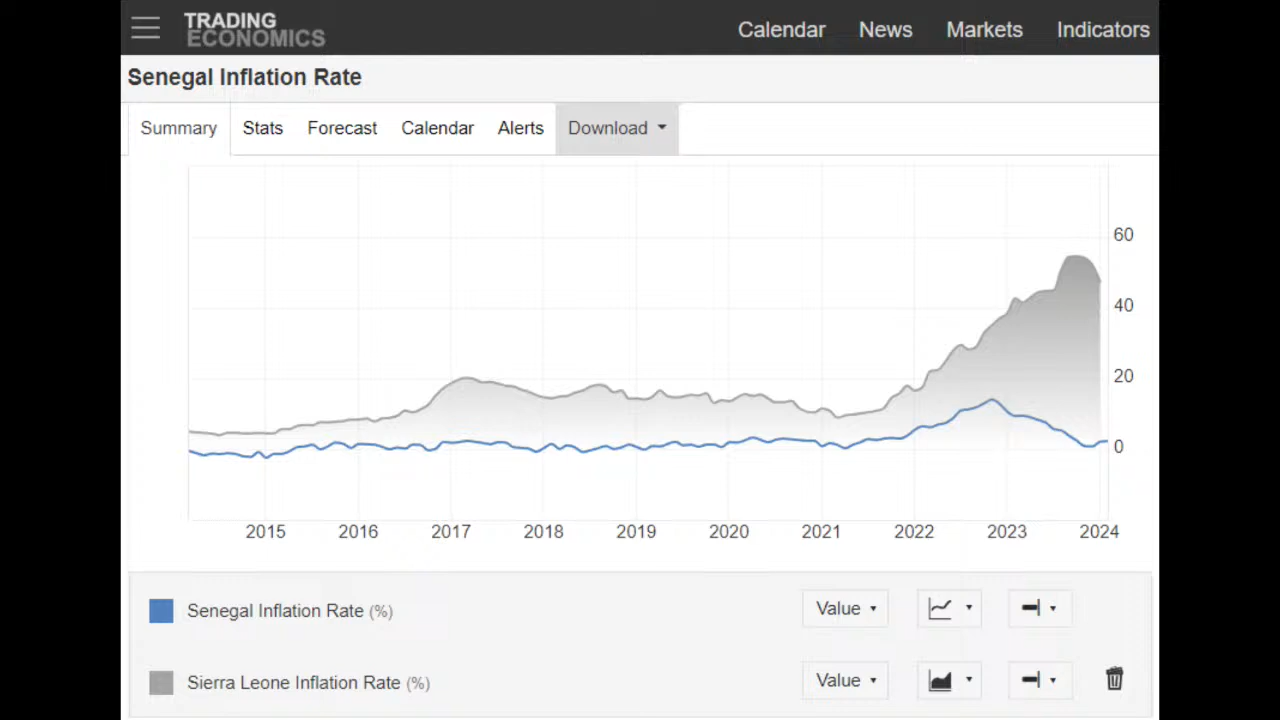 TRADING
ECONOMICS
Calendar News Markets Indicators
Senegal Inflation Rate
Summary Stats Forecast Calendar Alerts Download
60
40
20
0
2015 2016 2017 2018 2019 2020 2021 2022 2023 2024
Senegal Inflation Rate (%) Value
Sierra Leone Inflation Rate (%) Value